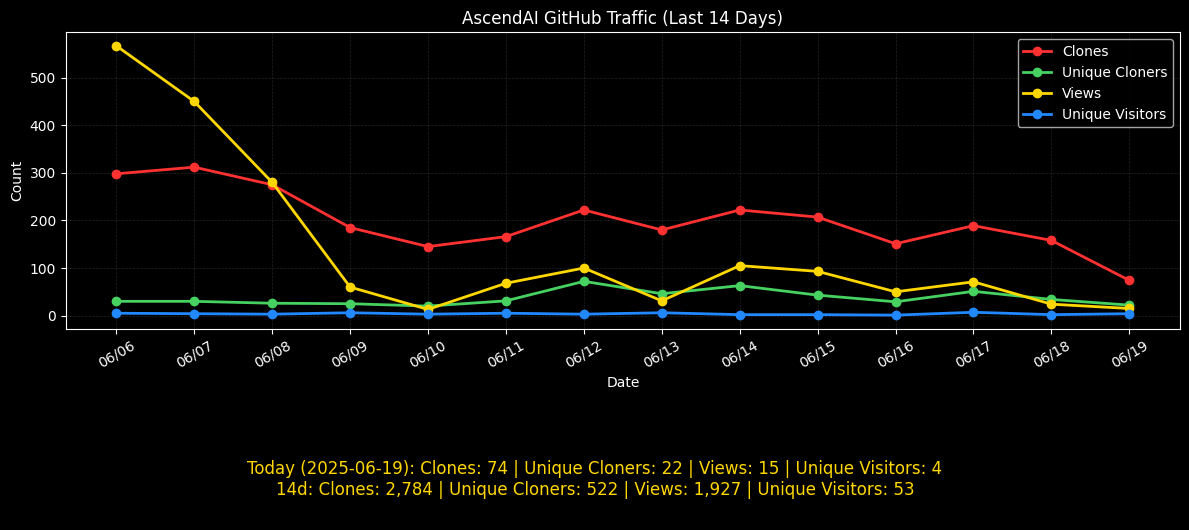 AscendAI GitHub Traffic (Last 14 Days)
Clones
Unique Cloners
Views
Unique Visitors
Count
500
400
300
200
100
0
06/06 06/07 06/08 06/09 06/10 06/11 06/12 06/13 06/14 06/15 06/16 06/17 06/18 06/19
Date
Today (2025-06-19): Clones: 74 | Unique Cloners: 22 | Views: 15 | Unique Visitors: 4
14d: Clones: 2,784 | Unique Cloners: 522 | Views: 1,927 | Unique Visitors: 53